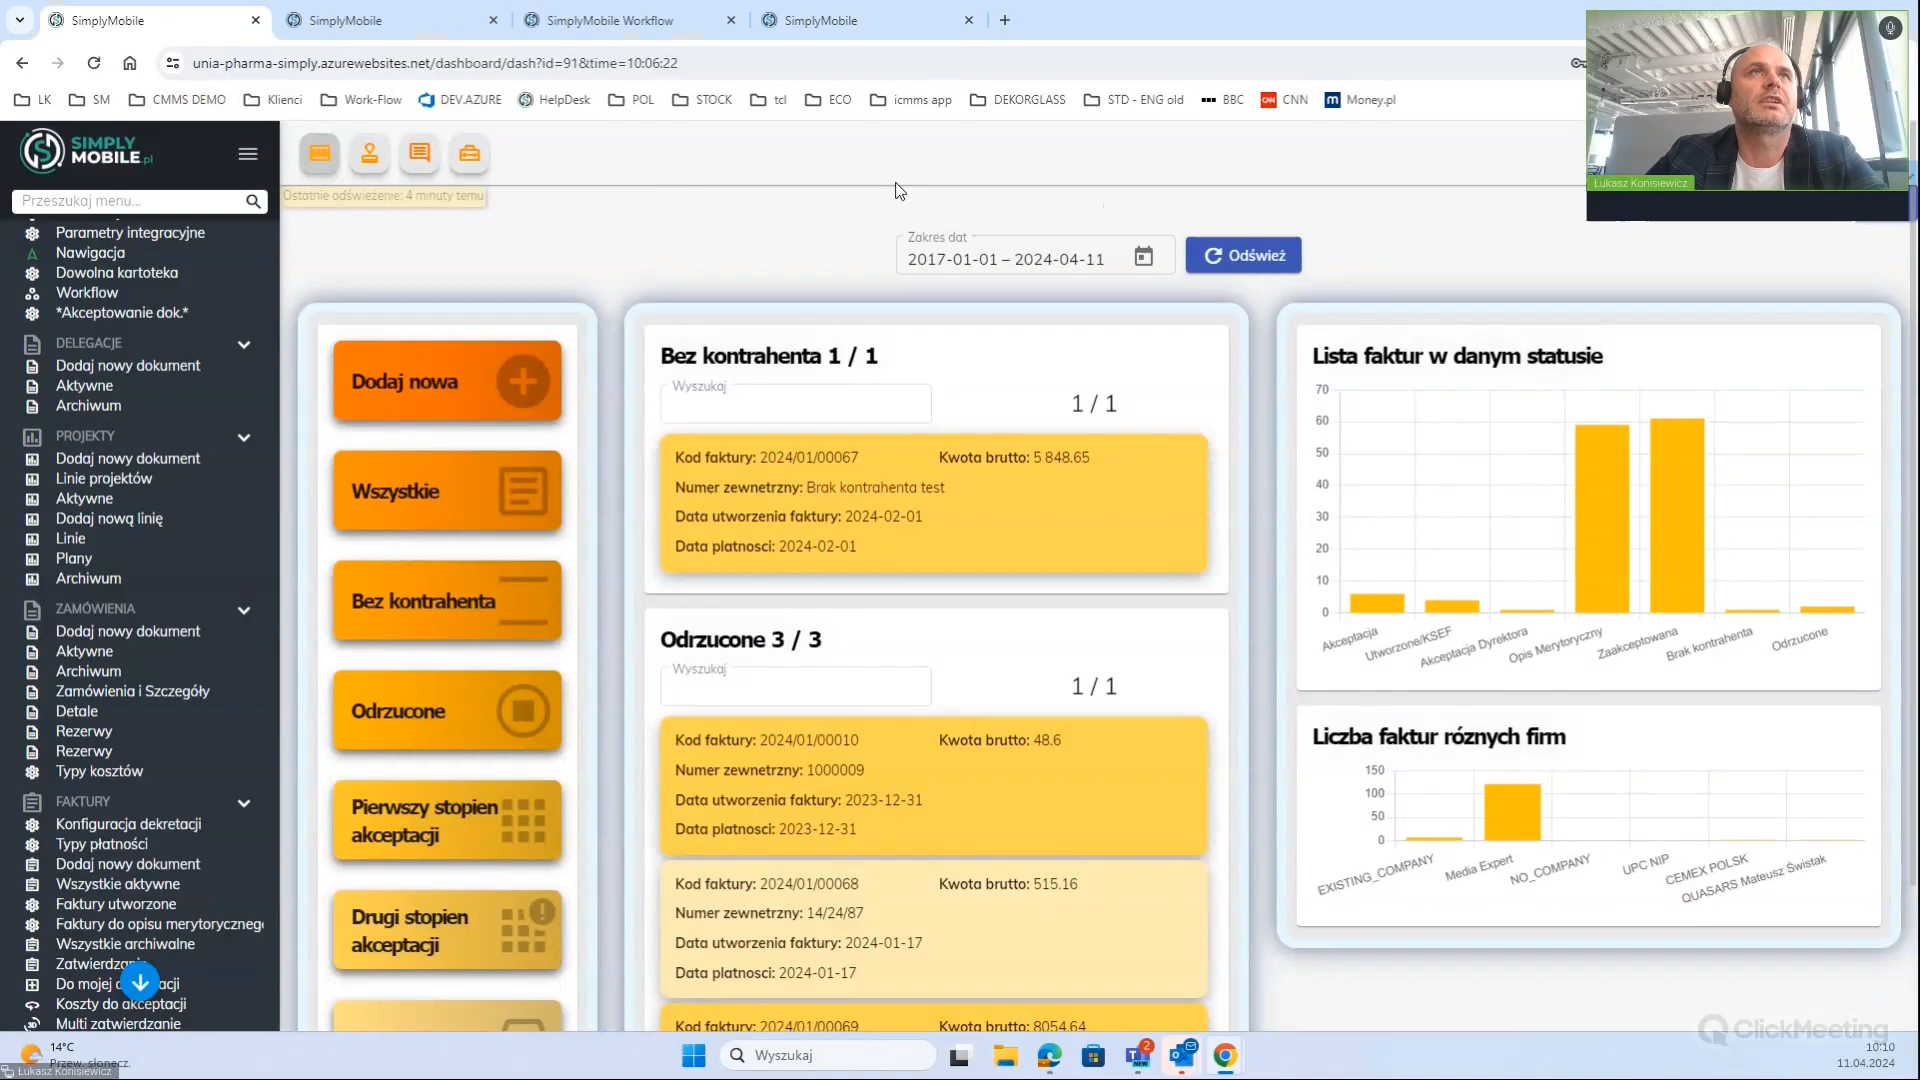 SimplyMobile
SimplyMobile
SimplyMobile Workflow
SimplyMobile
unia-pharma-simply.azurewebsites.net/dashboard/dash?id=91&time=10:06:22
LK
SM
CMMS DEMO
Klienci
Work-Flow
DEV.AZURE
HelpDesk
POL
STOCK
tcl
ECO
icmms app
DEKORGLASS
STD - ENG old
BBC
CNN
Money.pl
Łukasz Konisiewicz
SIMPLY
MOBILE.pl
Przeszukaj menu...
Ostatnie odświeżenie: 4 minuty temu
Parametry integracyjne
Nawigacja
Dowolna kartoteka
Workflow
*Akceptowanie dok.*
DELEGACJE
Dodaj nowy dokument
Aktywne
Archiwum
PROJEKTY
Dodaj nowy dokument
Linie projektów
Aktywne
Dodaj nową linię
Linie
Plany
Archiwum
ZAMÓWIENIA
Dodaj nowy dokument
Aktywne
Archiwum
Zamówienia i Szczegóły
Detale
Rezerwy
Rezerwy
Typy kosztów
FAKTURY
Konfiguracja dekretacji
Typy płatności
Dodaj nowy dokument
Wszystkie aktywne
Faktury utworzone
Faktury do opisu merytoryczneg
Wszystkie archiwalne
Do mojej
Koszty do akceptacji
Multi zatwierdzanie
Zakres dat
2017-01-01 – 2024-04-11
Odśwież
Dodaj nowa
Wszystkie
Bez kontrahenta
Odrzucone
Pierwszy stopien
akceptacji
Drugi stopien
akceptacji
Bez kontrahenta 1 / 1
Wyszukaj
1 / 1
Kod faktury: 2024/01/00067 Kwota brutto: 5 848.65
Numer zewnetrzny: Brak kontrahenta test
Data utworzenia faktury: 2024-02-01
Data platnosci: 2024-02-01
Odrzucone 3 / 3
Wyszukaj
1 / 1
Kod faktury: 2024/01/00010 Kwota brutto: 48.6
Numer zewnetrzny: 1000009
Data utworzenia faktury: 2023-12-31
Data platnosci: 2023-12-31
Kod faktury: 2024/01/00068 Kwota brutto: 515.16
Numer zewnetrzny: 14/24/87
Data utworzenia faktury: 2024-01-17
Data platnosci: 2024-01-17
Kod faktury: 2024/01/00069 Kwota brutto: 8054.64
Lista faktur w danym statusie
70
60
50
40
30
20
10
0
Akceptacja
Utworzone/KSEF
Akceptacja Dyrektora
Opis Merytoryczny
Zaakceptowana
Brak kontrahenta
Odrzucone
Liczba faktur róznych firm
150
100
50
0
EXISTING_COMPANY
Media Expert
NO_COMPANY
UPC NIP
CEMEX POLSK
QUASARS Mateusz Świstak
ClickMeeting
14°C
Przew. słonecz.
Łukasz Konisiewicz
Wyszukaj
NEW
2
10:10
11.04.2024